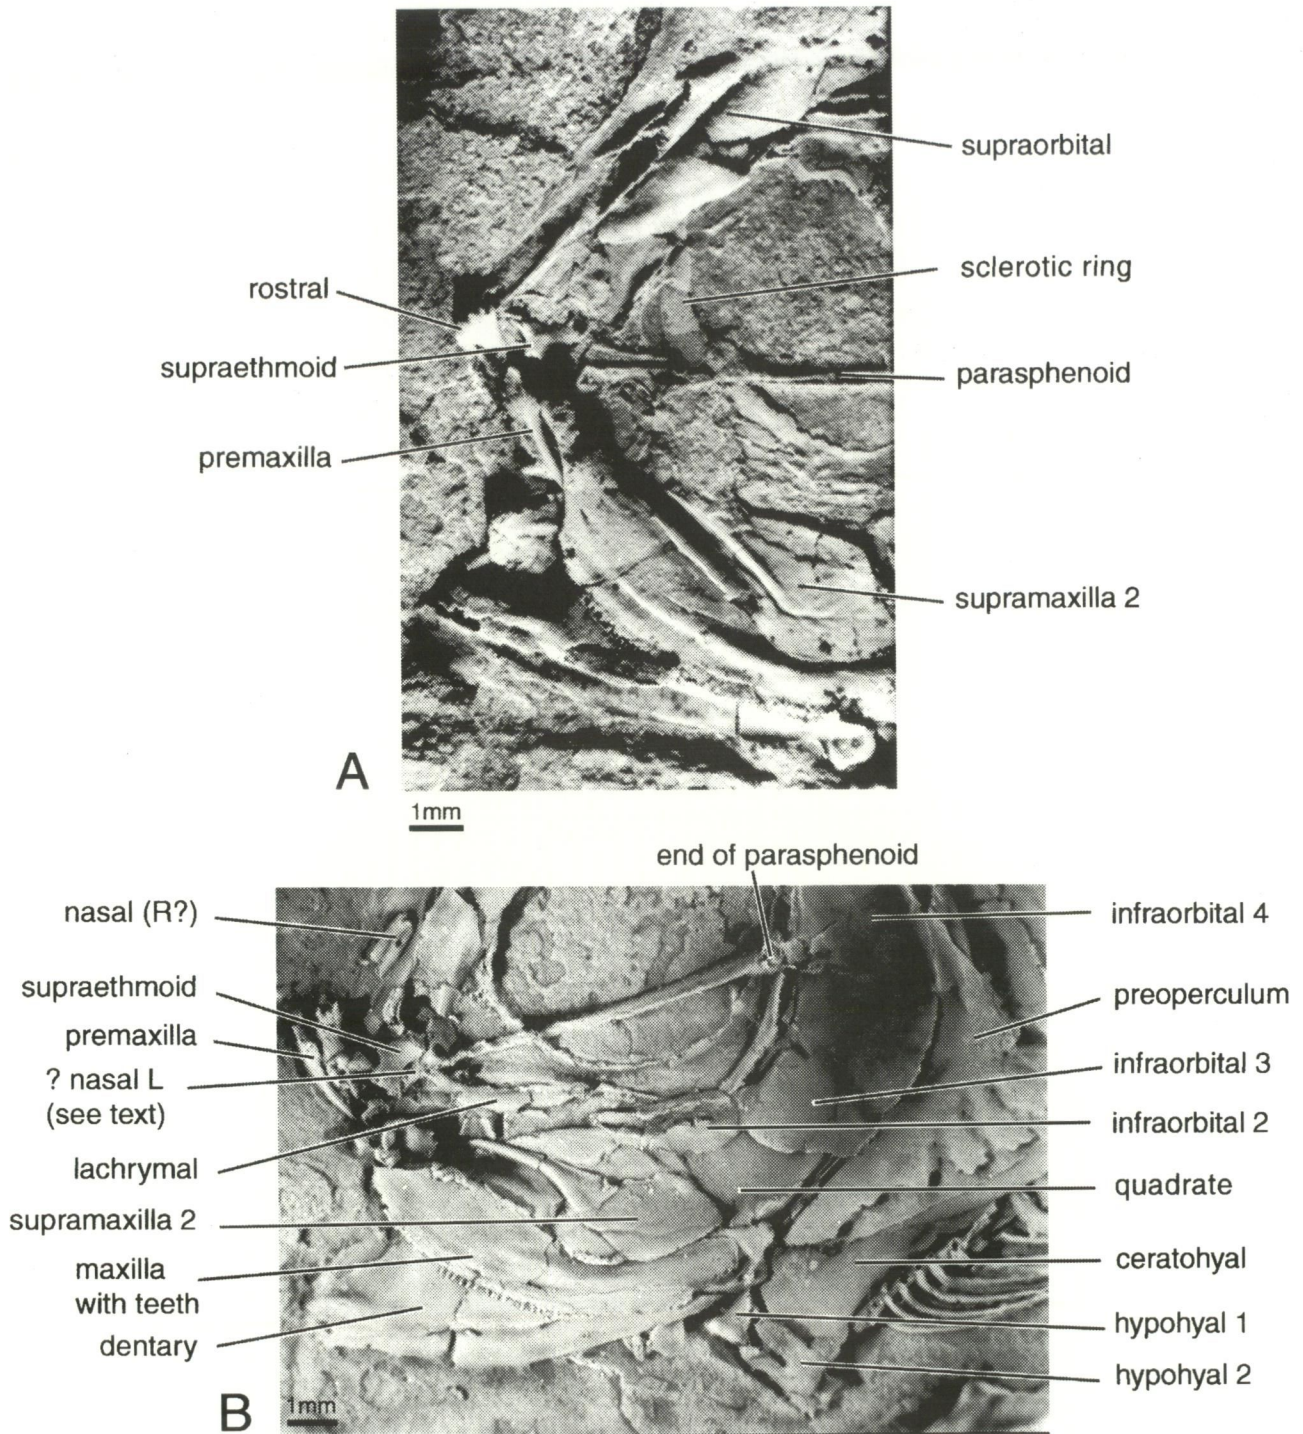 supraorbital
sclerotic ring
rostral
supraethmoid
parasphenoid
premaxilla
supramaxilla 2
A
1mm
end of parasphenoid
nasal (R?)
infraorbital 4
supraethmoid
preoperculum
premaxilla
infraorbital 3
? nasal L
(see text)
infraorbital 2
lachrymal
quadrate
supramaxilla 2
ceratohyal
maxilla
with teeth
hypohyal 1
dentary
hypohyal 2
B
1mm